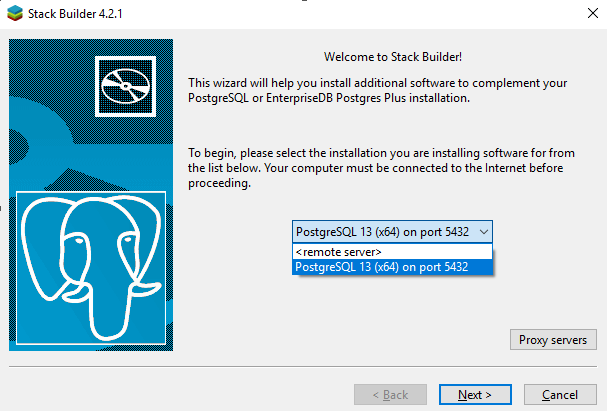 Stack Builder 4.2.1
Welcome to Stack Builder!
This wizard will help you install additional software to complement your
PostgreSQL or EnterpriseDB Postgres Plus installation.
To begin, please select the installation you are installing software for from
the list below. Your computer must be connected to the Internet before
proceeding.
PostgreSQL 13 (x64) on port 5432
<remote server>
PostgreSQL 13 (x64) on port 5432
Proxy servers
< Back
Next >
Cancel